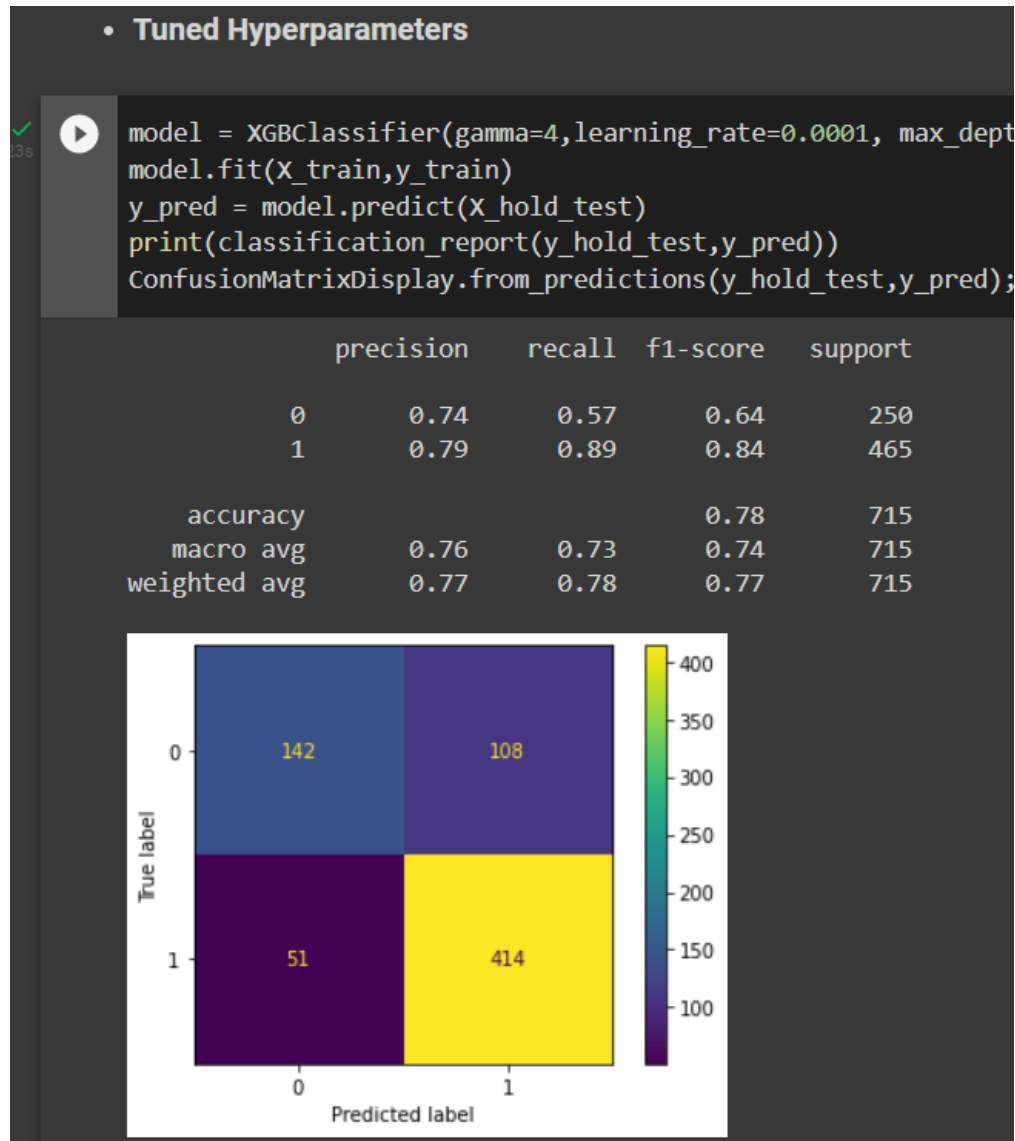 • Tuned Hyperparameters
23s
model = XGBClassifier(gamma=4,learning_rate=0.0001, max_dept
model.fit(X_train,y_train)
y_pred = model.predict(X_hold_test)
print(classification_report(y_hold_test,y_pred))
ConfusionMatrixDisplay.from_predictions(y_hold_test,y_pred);
precision recall f1-score support
0 0.74 0.57 0.64 250
1 0.79 0.89 0.84 465
accuracy 0.78 715
macro avg 0.76 0.73 0.74 715
weighted avg 0.77 0.78 0.77 715
400
350
0 142 108
300
250
True label
200
1 51 414
150
100
0 1
Predicted label